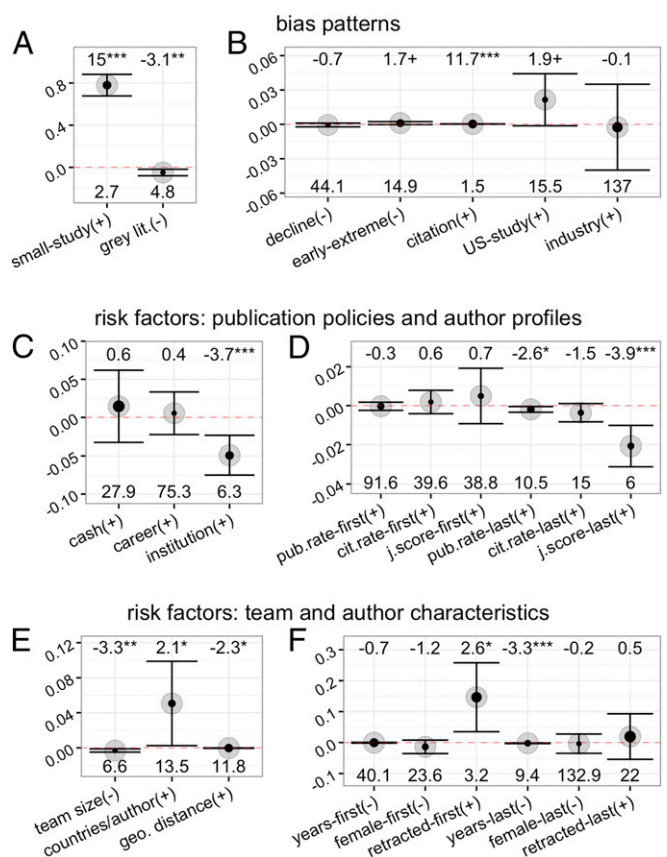 bias patterns
A
15*** -3.1**
0.8
0.4
0.0
2.7 4.8
small-study(+) grey lit.(-)
B
-0.7 1.7+ 11.7*** 1.9+ -0.1
0.06
0.03
0.00
-0.03
-0.06
44.1 14.9 1.5 15.5 137
decline(-) early-extreme(-) citation(+) US-study(+) industry(+)
risk factors: publication policies and author profiles
C
0.6 0.4 -3.7***
0.10
0.05
0.00
-0.05
-0.10
27.9 75.3 6.3
cash(+) career(+) institution(+)
D
-0.3 0.6 0.7 -2.6* -1.5 -3.9***
0.02
0.00
-0.02
-0.04
91.6 39.6 38.8 10.5 15 6
pub.rate-first(+) cit.rate-first(+) j.score-first(+) pub.rate-last(+) cit.rate-last(+) j.score-last(+)
risk factors: team and author characteristics
E
-3.3** 2.1* -2.3*
0.12
0.08
0.04
0.00
6.6 13.5 11.8
team size(-) countries/author(+) geo. distance(+)
F
-0.7 -1.2 2.6* -3.3*** -0.2 0.5
0.3
0.2
0.1
0.0
-0.1
40.1 23.6 3.2 9.4 132.9 22
years-first(-) female-first(-) retracted-first(+) years-last(-) female-last(-) retracted-last(+)